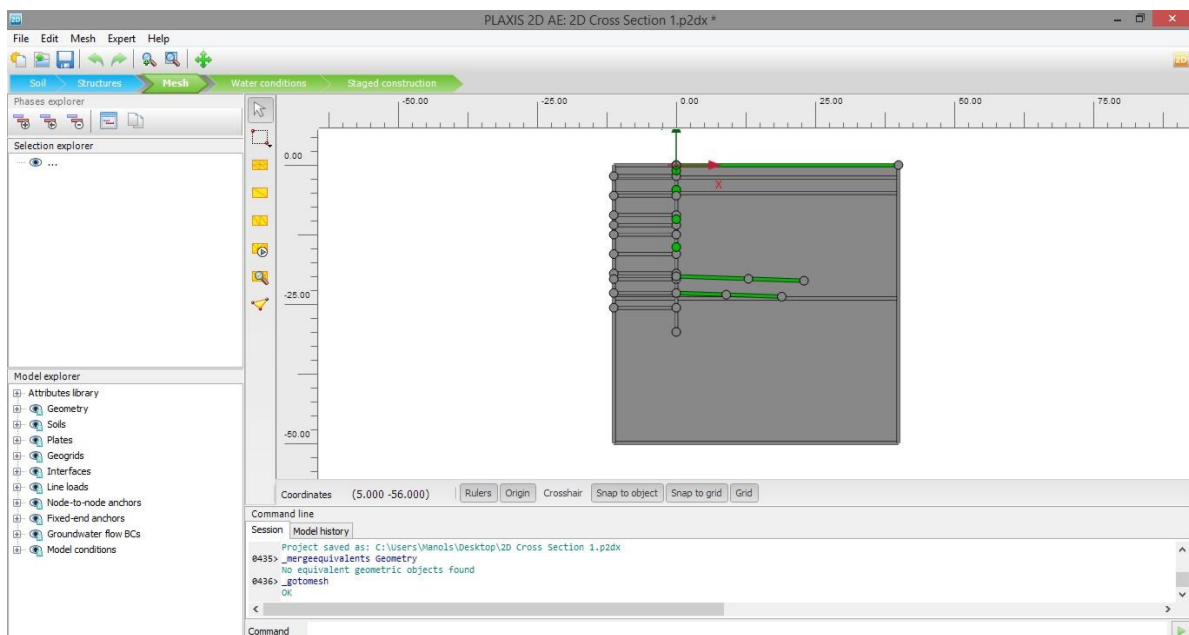 2D PLAXIS 2D AE: 2D Cross Section 1.p2dx *
File Edit Mesh Expert Help
2D
Soil Structures Mesh Water conditions Staged construction
Phases explorer
-50.00 -25.00 0.00 25.00 50.00 75.00
Selection explorer
...
0.00
X
-25.00
Model explorer
Attributes library
Geometry
Soils
-50.00
Plates
Geogrids
Interfaces
Line loads
Coordinates (5.000 -56.000) Rulers Origin Crosshair Snap to object Snap to grid Grid
Node-to-node anchors
Command line
Fixed-end anchors
Session Model history
Groundwater flow BCs
Project saved as: C:\Users\Manols\Desktop\2D Cross Section 1.p2dx
Model conditions
0435> _mergeequivalents Geometry
No equivalent geometric objects found
0436> _gotomesh
OK
Command